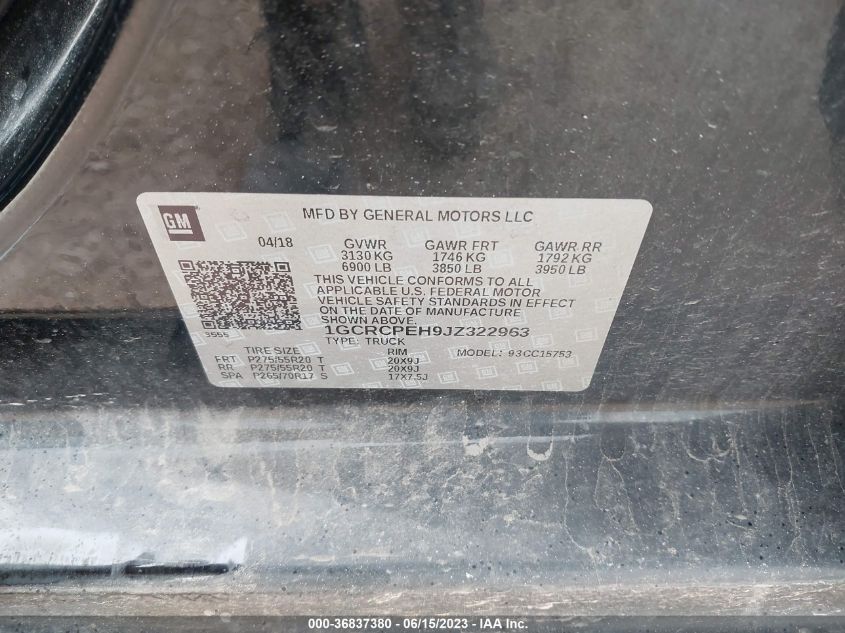 GM
MFD BY GENERAL MOTORS LLC
04/18 GVWR GAWR FRT GAWR RR
3130 KG 1746 KG 1792 KG
6900 LB 3850 LB 3950 LB
THIS VEHICLE CONFORMS TO ALL
APPLICABLE U.S. FEDERAL MOTOR
VEHICLE SAFETY STANDARDS IN EFFECT
ON THE DATE OF MANUFACTURE
SHOWN ABOVE.
3555
1GCRCPEH9JZ322963
TYPE: TRUCK
TIRE SIZE RIM MODEL: 93CC15753
FRT P275/55R20 T 20X9J
RR P275/55R20 T 20X9J
SPA P265/70R17 S 17X7.5J
000-36837380 - 06/15/2023 - IAA Inc.